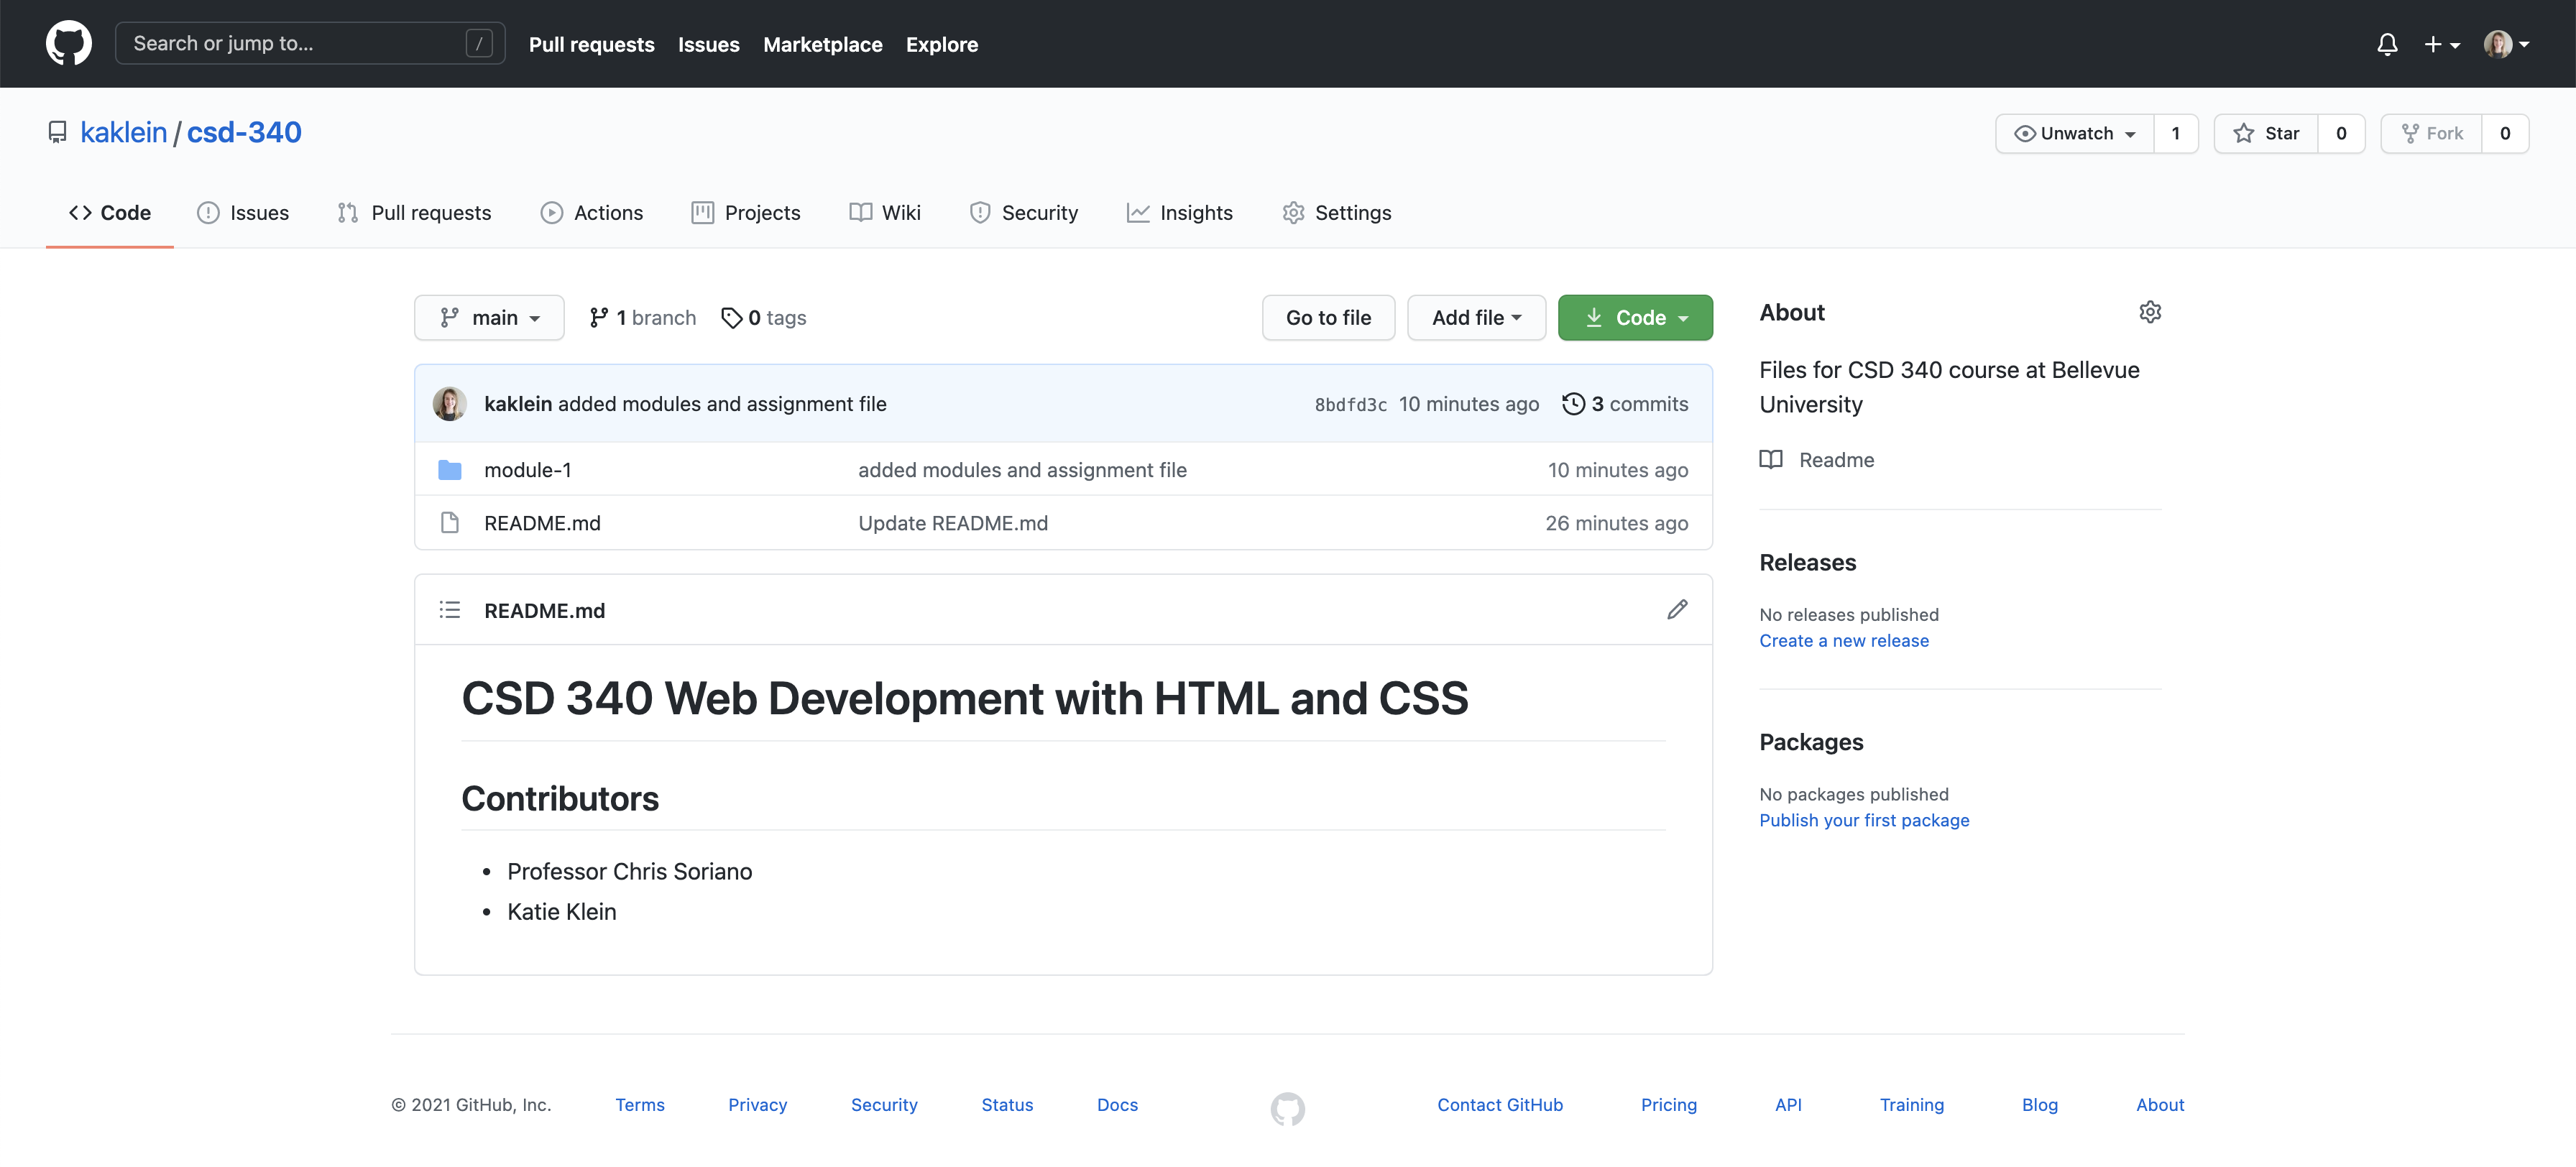 Search or jump to... / Pull requests Issues Marketplace Explore
kaklein / csd-340 Unwatch 1 Star 0 Fork 0
Code Issues Pull requests Actions Projects Wiki Security Insights Settings
main 1 branch 0 tags Go to file Add file Code
kaklein added modules and assignment file 8bdfd3c 10 minutes ago 3 commits
module-1 added modules and assignment file 10 minutes ago
README.md Update README.md 26 minutes ago
README.md
CSD 340 Web Development with HTML and CSS
Contributors
• Professor Chris Soriano
• Katie Klein
About
Files for CSD 340 course at Bellevue
University
Readme
Releases
No releases published
Create a new release
Packages
No packages published
Publish your first package
© 2021 GitHub, Inc. Terms Privacy Security Status Docs Contact GitHub Pricing API Training Blog About